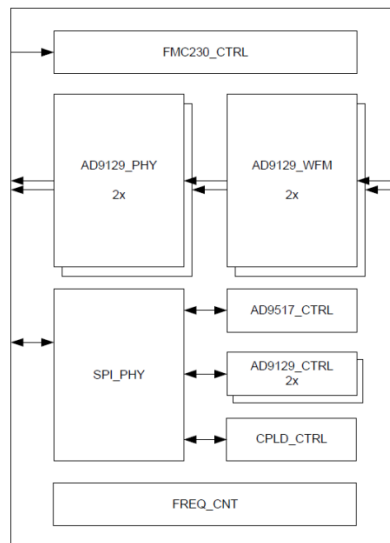 FMC230_CTRL
AD9129_PHY
2x
AD9129_WFM
2x
SPI_PHY
AD9517_CTRL
AD9129_CTRL
2x
CPLD_CTRL
FREQ_CNT